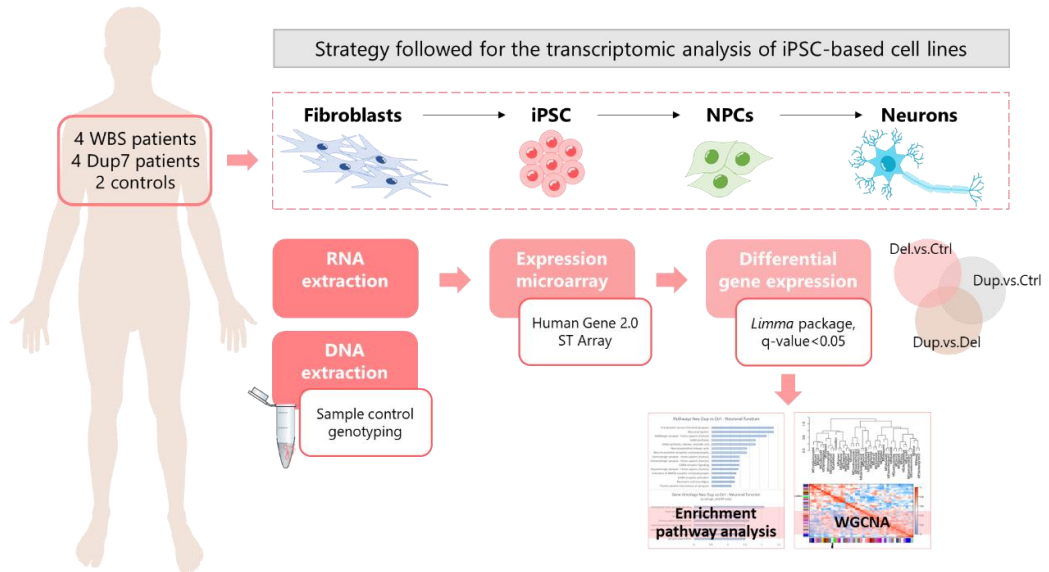 Strategy followed for the transcriptomic analysis of iPSC-based cell lines
4 WBS patients
4 Dup7 patients
2 controls
Fibroblasts
iPSC
NPCs
Neurons
RNA
extraction
Expression
microarray
Human Gene 2.0
ST Array
Differential
gene expression
Limma package,
q-value<0.05
Del.vs.Ctrl
Dup.vs.Ctrl
Dup.vs.Del
DNA
extraction
Sample control
genotyping
Enrichment
pathway analysis
WGCNA